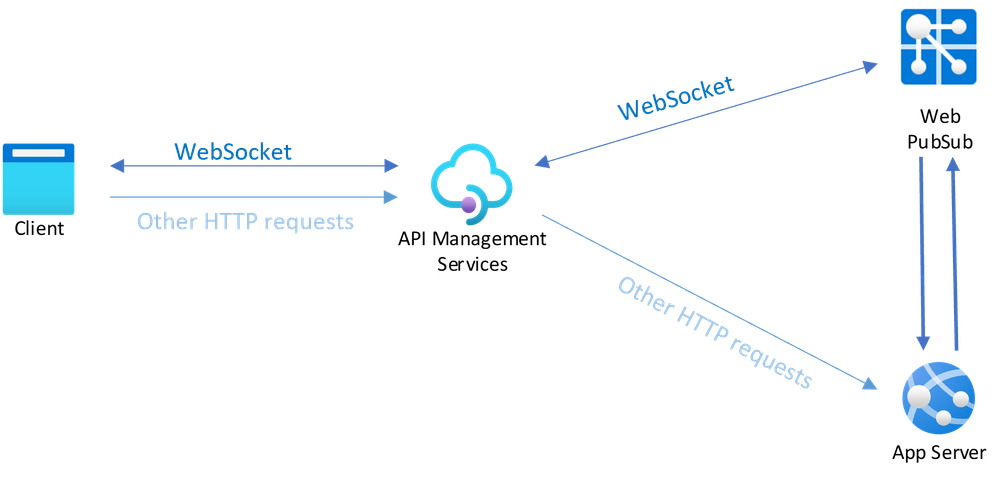 WebSocket
Web
PubSub
WebSocket
Other HTTP requests
Client
API Management
Services
Other HTTP requests
App Server